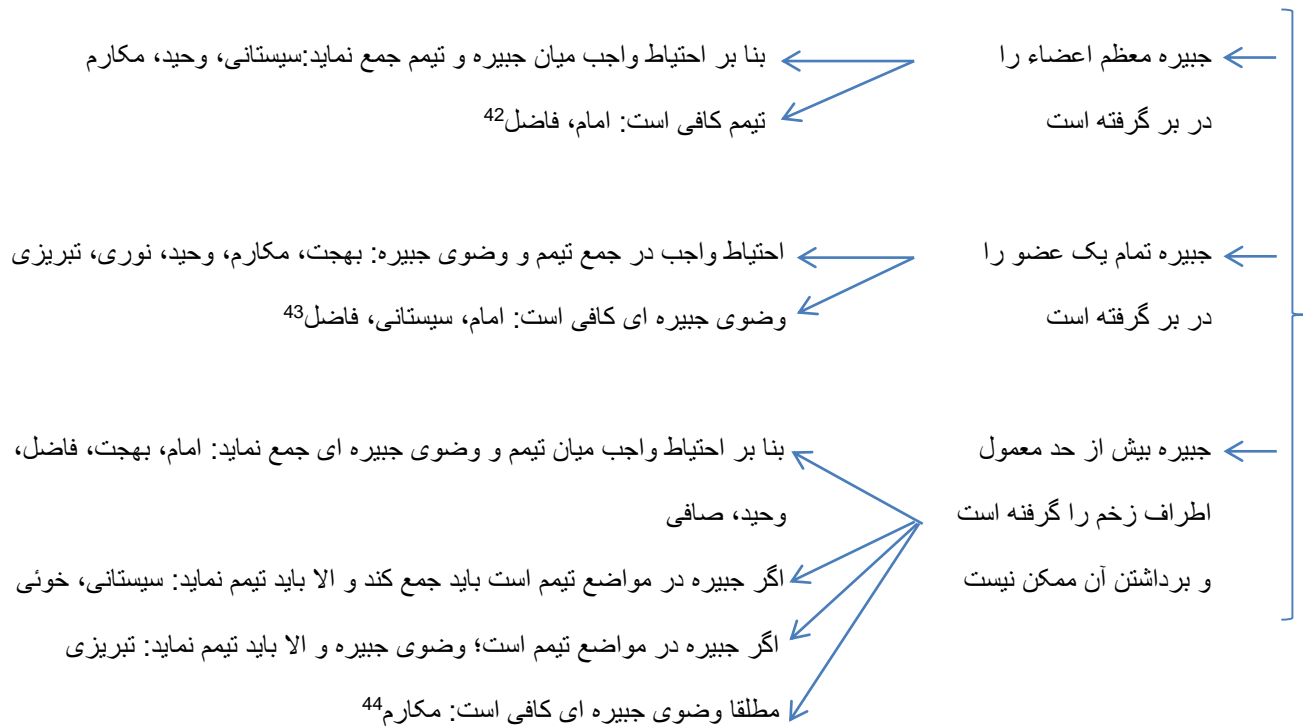 جبیره معظم اعضاء را
در بر گرفته است
بنا بر احتیاط واجب میان جبیره و تیمم جمع نماید:سیستانی، وحید، مکارم
تیمم کافی است: امام، فاضل42
جبیره تمام یک عضو را
در بر گرفته است
احتیاط واجب در جمع تیمم و وضوی جبیره: بهجت، مکارم، وحید، نوری، تبریزی
وضوی جبیره ای کافی است: امام، سیستانی، فاضل43
جبیره بیش از حد معمول
اطراف زخم را گرفنه است
و برداشتن آن ممکن نیست
بنا بر احتیاط واجب میان تیمم و وضوی جبیره ای جمع نماید: امام، بهجت، فاضل،
وحید، صافی
اگر جبیره در مواضع تیمم است باید جمع کند و الا باید تیمم نماید: سیستانی، خوئی
اگر جبیره در مواضع تیمم است؛ وضوی جبیره و الا باید تیمم نماید: تبریزی
مطلقا وضوی جبیره ای کافی است: مکارم44